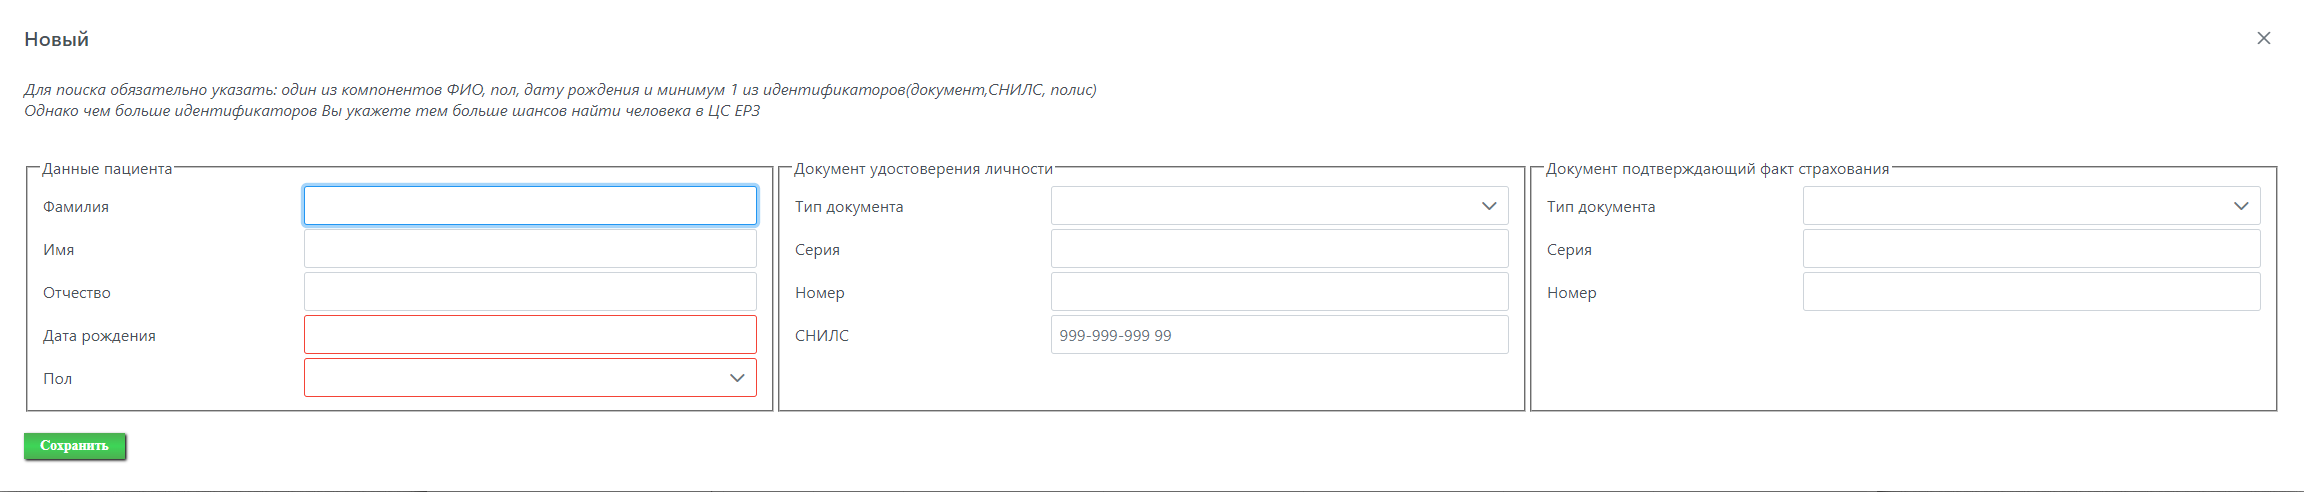 Новый
Для поиска обязательно указать: один из компонентов ФИО, пол, дату рождения и минимум 1 из идентификаторов(документ,СНИЛС, полис)
Однако чем больше идентификаторов Вы укажете тем больше шансов найти человека в ЦС ЕРЗ
Данные пациента
Фамилия
Имя
Отчество
Дата рождения
Пол
Документ удостоверения личности
Тип документа
Серия
Номер
СНИЛС 999-999-999 99
Документ подтверждающий факт страхования
Тип документа
Серия
Номер
Сохранить